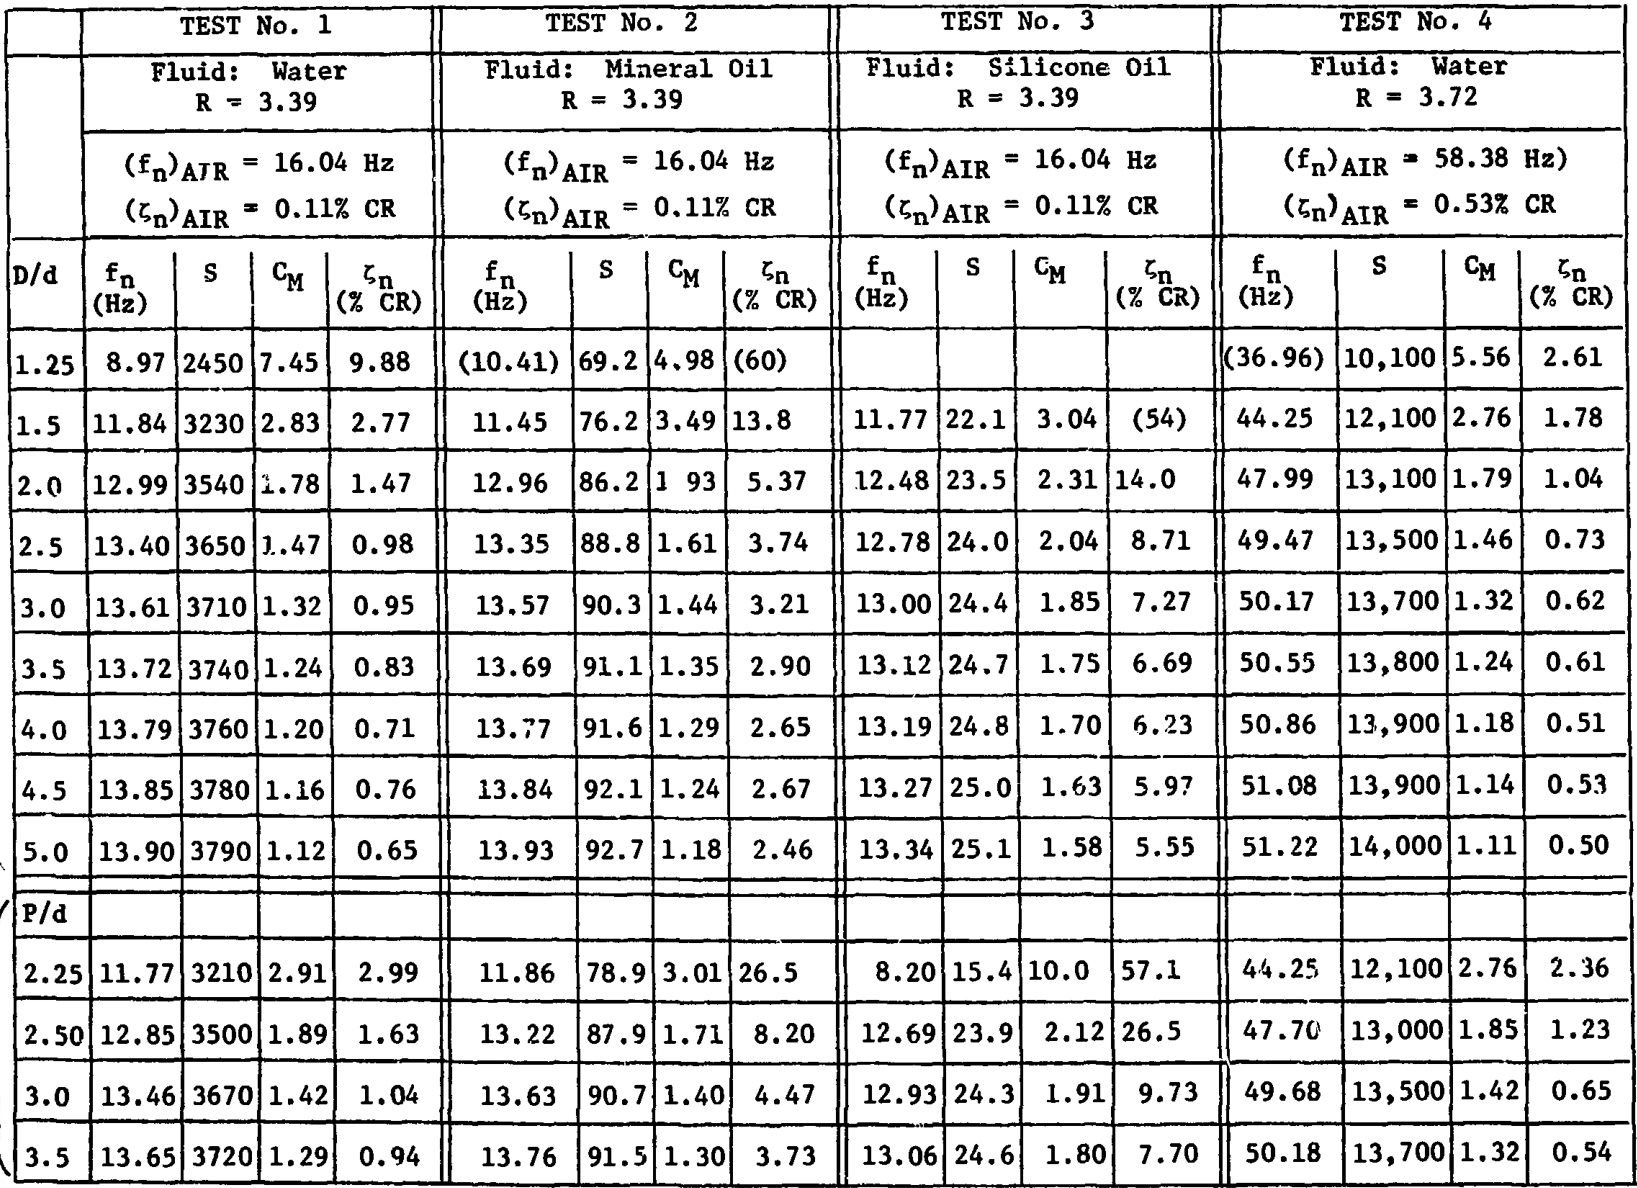 TEST No. 1 TEST No. 2 TEST No. 3 TEST No. 4
Fluid: Water Fluid: Mineral Oil Fluid: Silicone Oil Fluid: Water
R = 3.39 R = 3.39 R = 3.39 R = 3.72
(fn)AIR = 16.04 Hz (fn)AIR = 16.04 Hz (fn)AIR = 16.04 Hz (fn)AIR = 58.38 Hz)
(ζn)AIR = 0.11% CR (ζn)AIR = 0.11% CR (ζn)AIR = 0.11% CR (ζn)AIR = 0.53% CR
D/d fn S CM ζn fn S CM ζn fn S CM ζn fn S CM ζn
(Hz) (% CR) (Hz) (% CR) (Hz) (% CR) (Hz) (% CR)
1.25 8.97 2450 7.45 9.88 (10.41) 69.2 4.98 (60) (36.96) 10,100 5.56 2.61
1.5 11.84 3230 2.83 2.77 11.45 76.2 3.49 13.8 11.77 22.1 3.04 (54) 44.25 12,100 2.76 1.78
2.0 12.99 3540 1.78 1.47 12.96 86.2 1 93 5.37 12.48 23.5 2.31 14.0 47.99 13,100 1.79 1.04
2.5 13.40 3650 1.47 0.98 13.35 88.8 1.61 3.74 12.78 24.0 2.04 8.71 49.47 13,500 1.46 0.73
3.0 13.61 3710 1.32 0.95 13.57 90.3 1.44 3.21 13.00 24.4 1.85 7.27 50.17 13,700 1.32 0.62
3.5 13.72 3740 1.24 0.83 13.69 91.1 1.35 2.90 13.12 24.7 1.75 6.69 50.55 13,800 1.24 0.61
4.0 13.79 3760 1.20 0.71 13.77 91.6 1.29 2.65 13.19 24.8 1.70 6.23 50.86 13,900 1.18 0.51
4.5 13.85 3780 1.16 0.76 13.84 92.1 1.24 2.67 13.27 25.0 1.63 5.97 51.08 13,900 1.14 0.53
5.0 13.90 3790 1.12 0.65 13.93 92.7 1.18 2.46 13.34 25.1 1.58 5.55 51.22 14,000 1.11 0.50
P/d
2.25 11.77 3210 2.91 2.99 11.86 78.9 3.01 26.5 8.20 15.4 10.0 57.1 44.25 12,100 2.76 2.36
2.50 12.85 3500 1.89 1.63 13.22 87.9 1.71 8.20 12.69 23.9 2.12 26.5 47.70 13,000 1.85 1.23
3.0 13.46 3670 1.42 1.04 13.63 90.7 1.40 4.47 12.93 24.3 1.91 9.73 49.68 13,500 1.42 0.65
3.5 13.65 3720 1.29 0.94 13.76 91.5 1.30 3.73 13.06 24.6 1.80 7.70 50.18 13,700 1.32 0.54